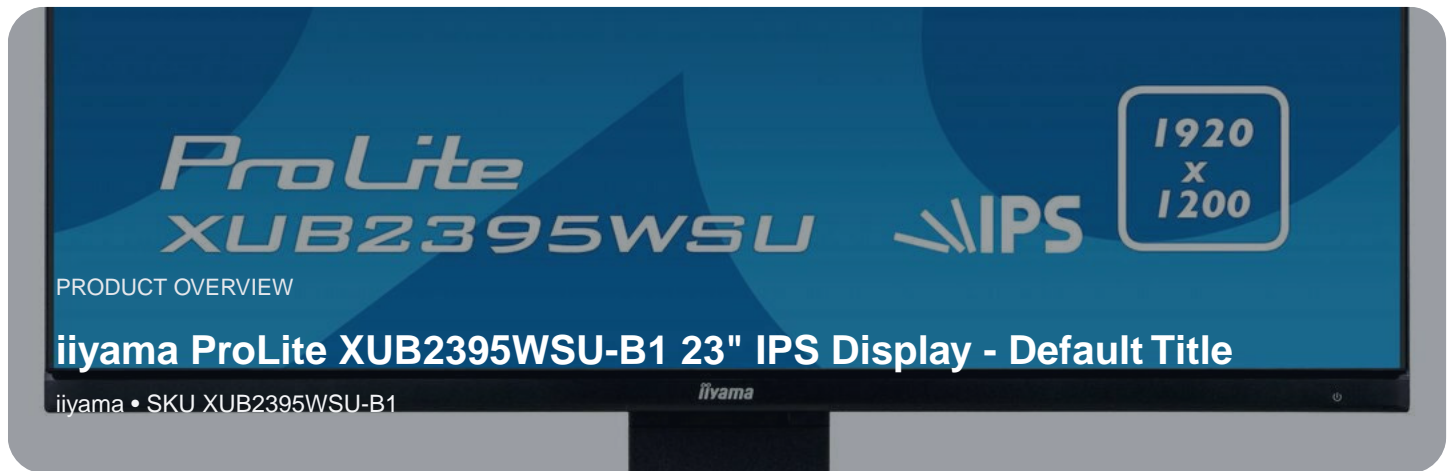 ProLite
XUB2395WSU
IPS
1920
x
1200
PRODUCT OVERVIEW
iiyama ProLite XUB2395WSU-B1 23" IPS Display - Default Title
iiyama • SKU XUB2395WSU-B1
iiyama